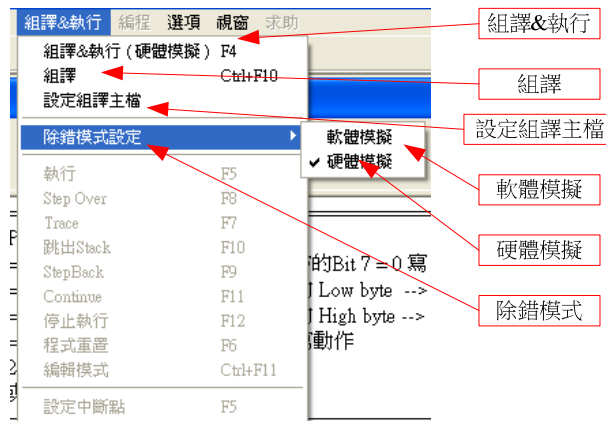 組譯&執行 編程 選項 視窗 求助
組譯&執行
組譯&執行 (硬體模擬) F4
組譯 Ctrl+F10
組譯
設定組譯主檔
設定組譯主檔
除錯模式設定
軟體模擬
硬體模擬
軟體模擬
執行 F5
Step Over F8
Trace F7
跳出Stack F10
硬體模擬
的Bit 7 = 0 寫
StepBack F9
Low byte -->
Continue F11
High byte -->
除錯模式
停止執行 F12
寫動作
程式重置 F6
編輯模式 Ctrl+F11
設定中斷點 F5